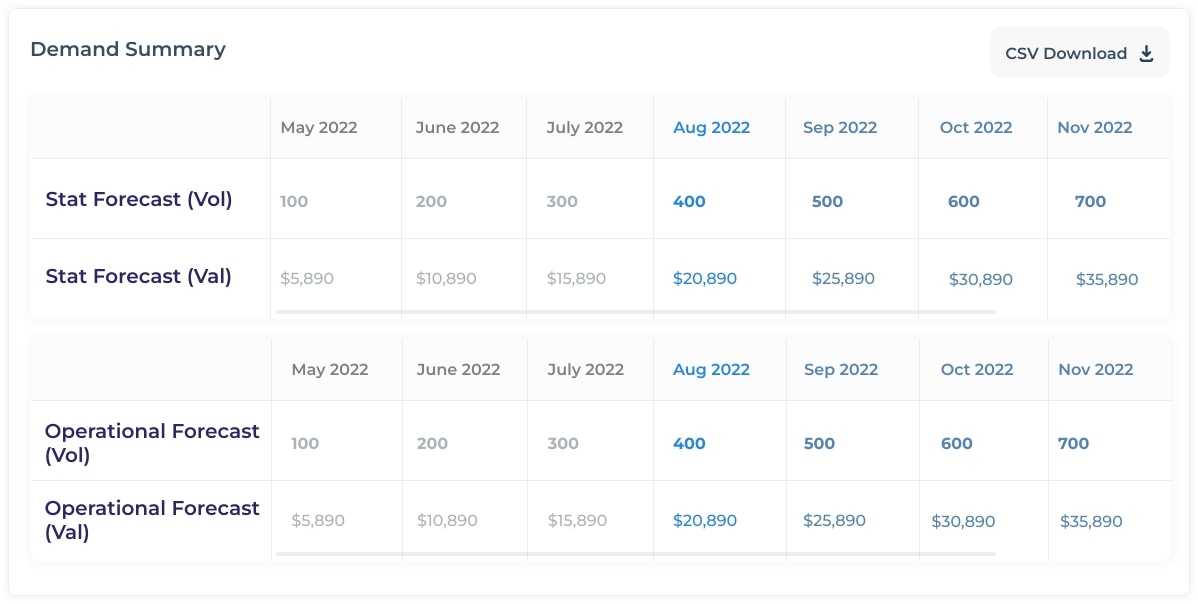 Demand Summary
CSV Download
May 2022 June 2022 July 2022 Aug 2022 Sep 2022 Oct 2022 Nov 2022
Stat Forecast (Vol) 100 200 300 400 500 600 700
Stat Forecast (Val) $5,890 $10,890 $15,890 $20,890 $25,890 $30,890 $35,890
May 2022 June 2022 July 2022 Aug 2022 Sep 2022 Oct 2022 Nov 2022
Operational Forecast
(Vol) 100 200 300 400 500 600 700
Operational Forecast
(Val) $5,890 $10,890 $15,890 $20,890 $25,890 $30,890 $35,890